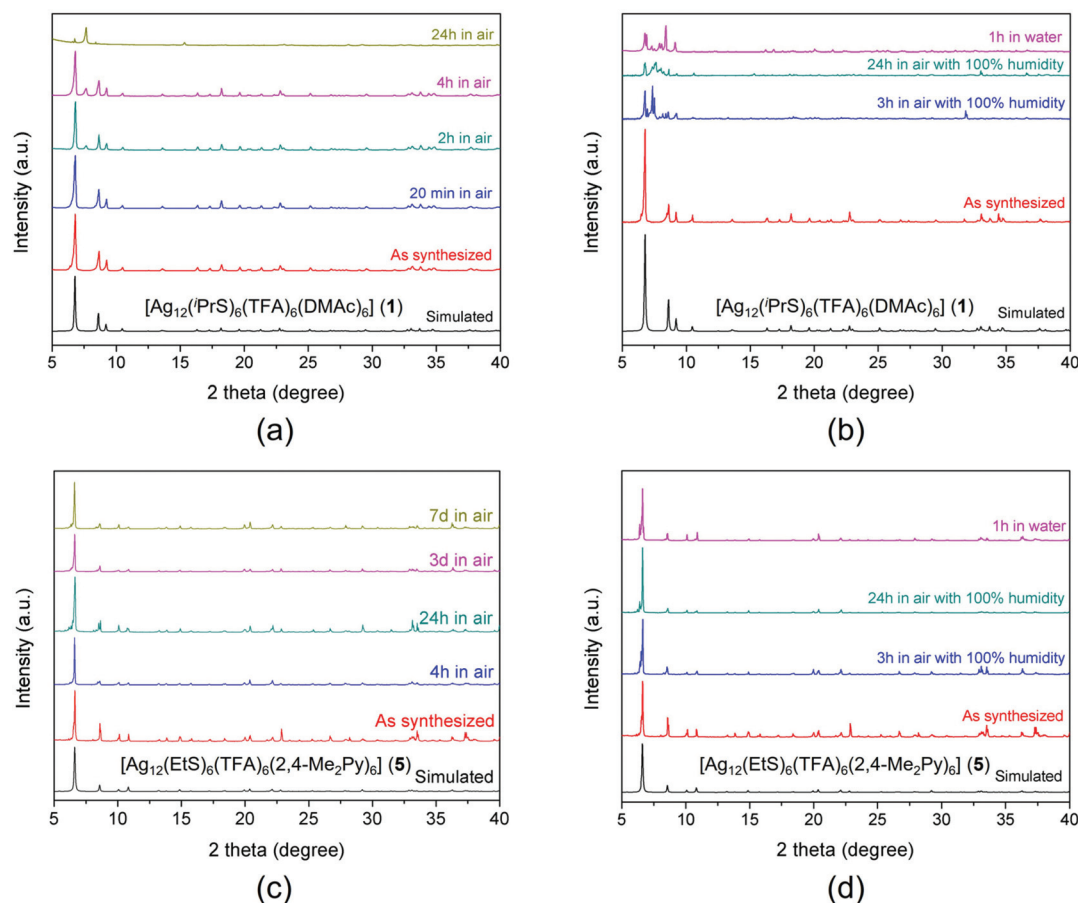 24h in air
4h in air
2h in air
20 min in air
As synthesized
[Ag12(iPrS)6(TFA)6(DMAc)6] (1)
Simulated
Intensity (a.u.)
5 10 15 20 25 30 35 40
2 theta (degree)
(a)
1h in water
24h in air with 100% humidity
3h in air with 100% humidity
As synthesized
[Ag12(iPrS)6(TFA)6(DMAc)6] (1)
Simulated
Intensity (a.u.)
5 10 15 20 25 30 35 40
2 theta (degree)
(b)
7d in air
3d in air
24h in air
4h in air
As synthesized
[Ag12(EtS)6(TFA)6(2,4-Me2Py)6] (5) Simulated
Intensity (a.u.)
5 10 15 20 25 30 35 40
2 theta (degree)
(c)
1h in water
24h in air with 100% humidity
3h in air with 100% humidity
As synthesized
[Ag12(EtS)6(TFA)6(2,4-Me2Py)6] (5) Simulated
Intensity (a.u.)
5 10 15 20 25 30 35 40
2 theta (degree)
(d)